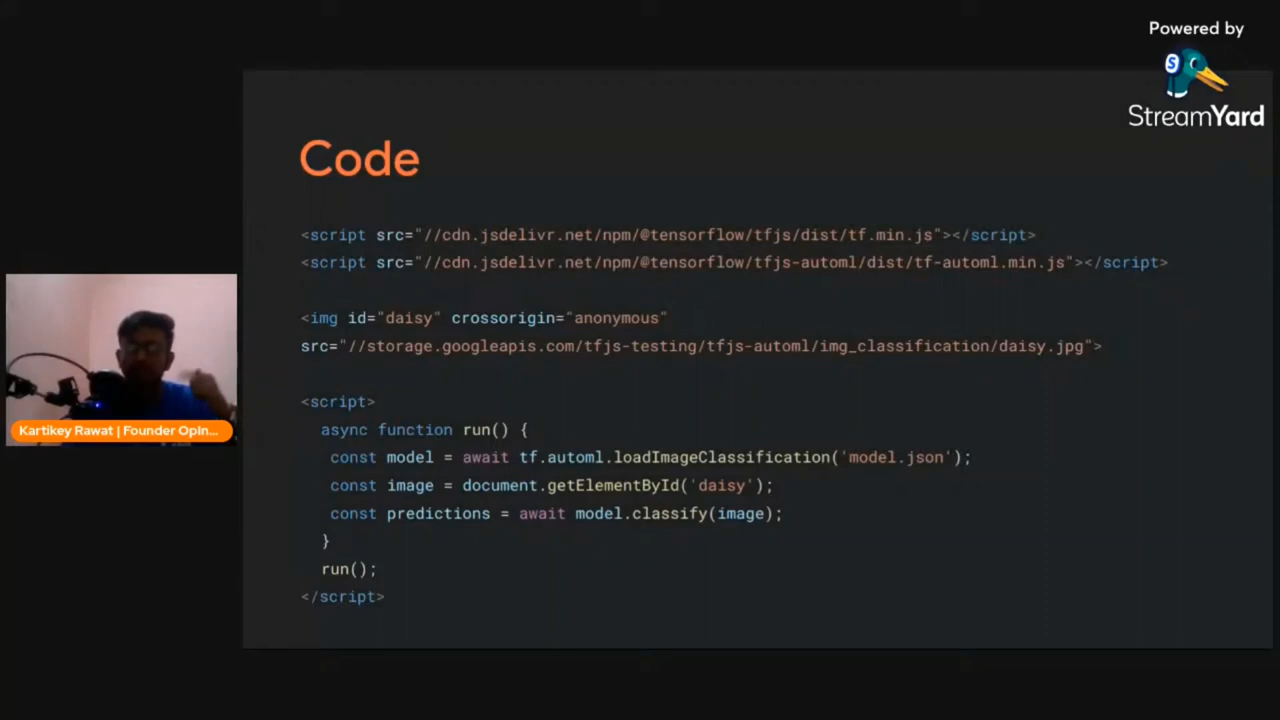 Powered by
StreamYard
Code
<script src="//cdn.jsdelivr.net/npm/@tensorflow/tfjs/dist/tf.min.js"></script>
<script src="//cdn.jsdelivr.net/npm/@tensorflow/tfjs-automl/dist/tf-automl.min.js"></script>
<img id="daisy" crossorigin="anonymous"
src="//storage.googleapis.com/tfjs-testing/tfjs-automl/img_classification/daisy.jpg">
<script>
async function run() {
const model = await tf.automl.loadImageClassification('model.json');
const image = document.getElementById('daisy');
const predictions = await model.classify(image);
}
run();
</script>
Kartikey Rawat | Founder OpIn...